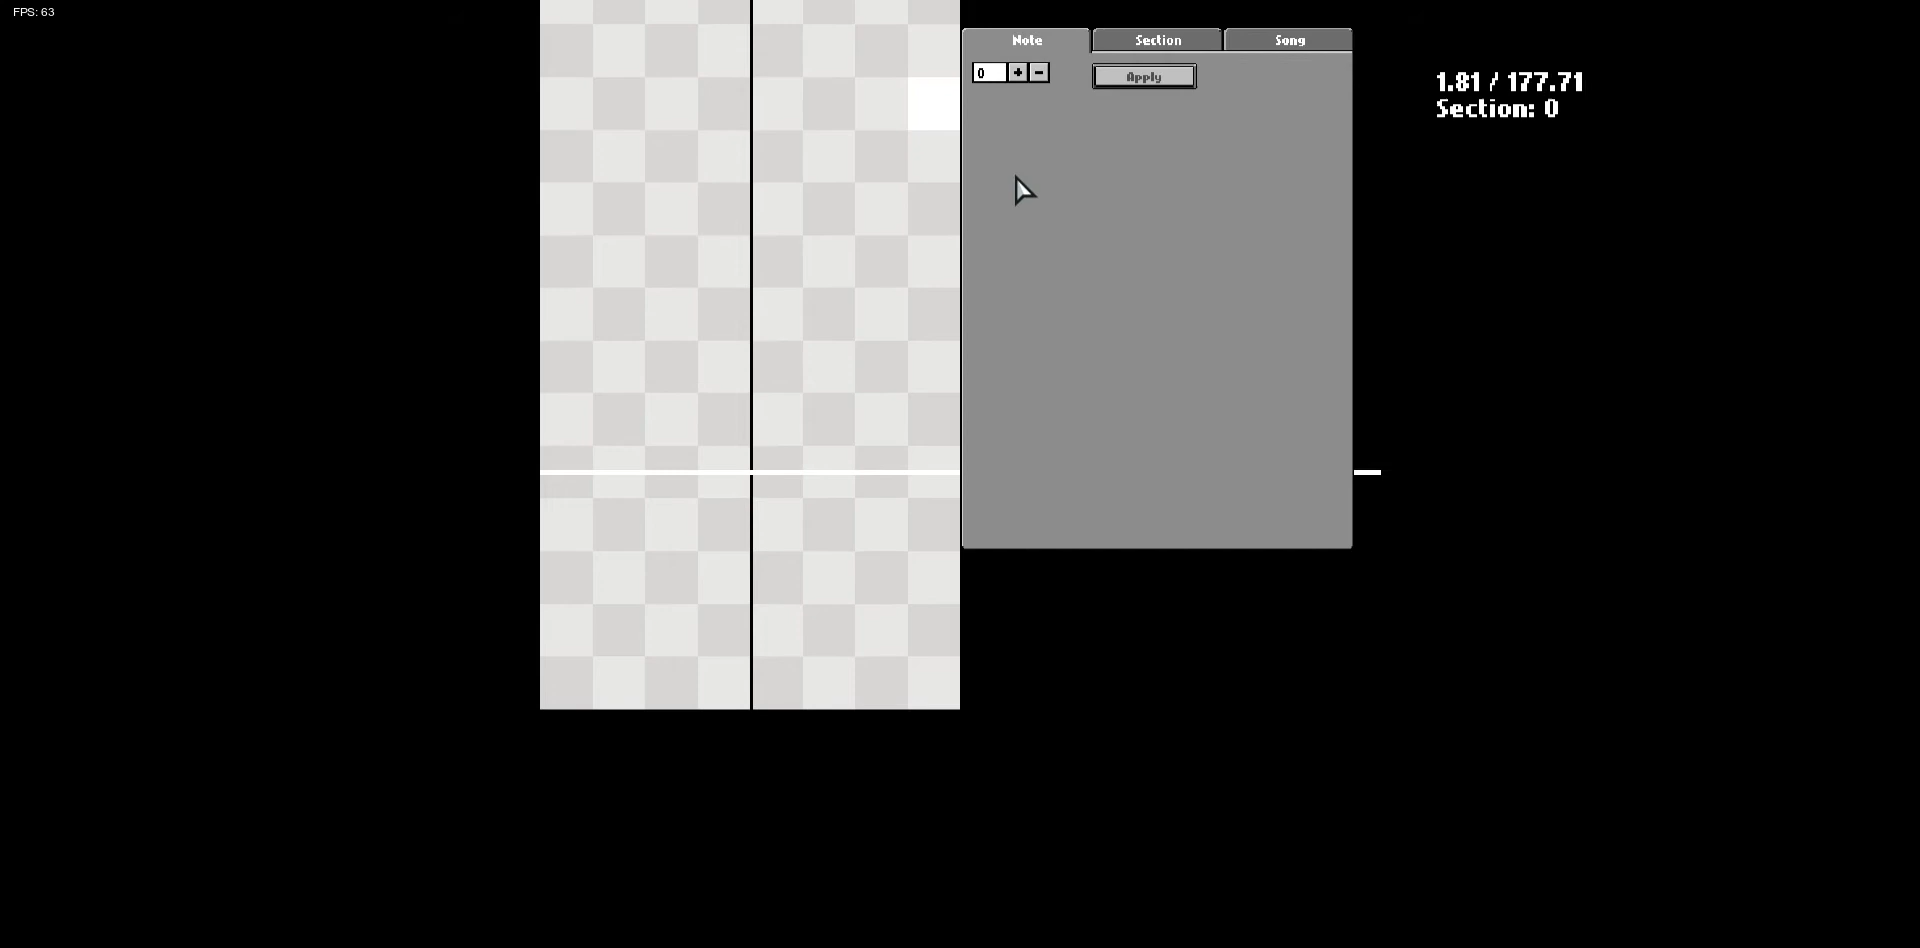 FPS: 63
Note Section Song
0 + - Apply
1.81 / 177.71
Section: 0